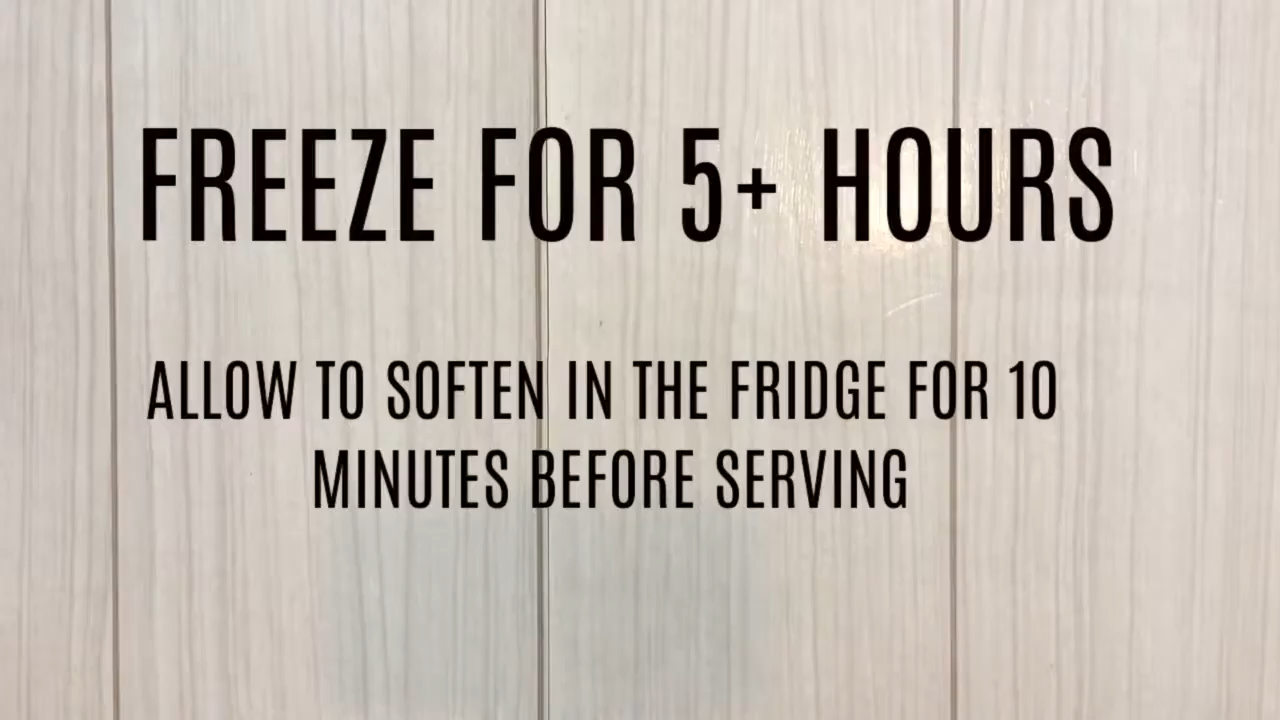 FREEZE FOR 5+ HOURS
ALLOW TO SOFTEN IN THE FRIDGE FOR 10
MINUTES BEFORE SERVING